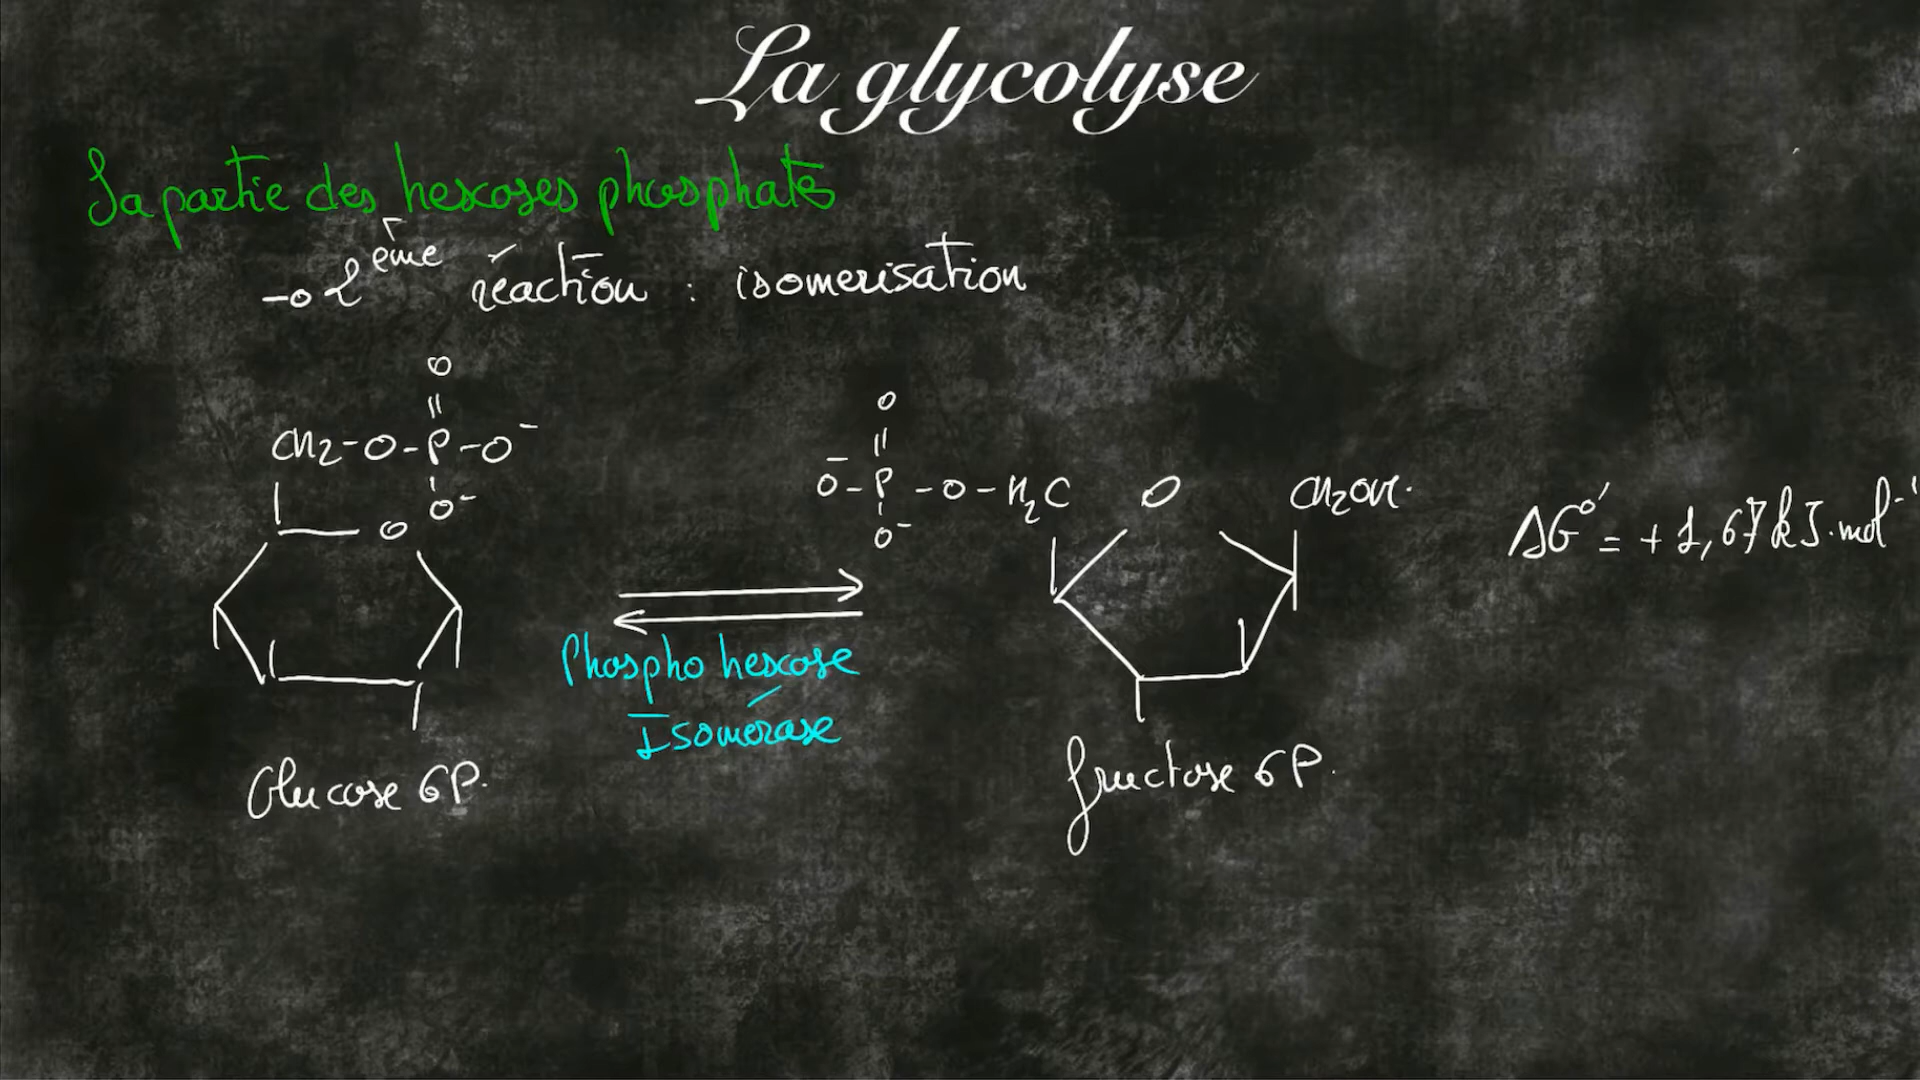 La glycolyse
La partie des hexoses phosphates
2ème réaction : isomerisation
O
||
CH2-O-P-O-
O-
O
O
||
-O-P-O-H2C
O-
O
CH2OH.
ΔG°' = +1,67 kJ.mol-1
Phospho hexose
Isomérase
Glucose 6P.
fructose 6P.